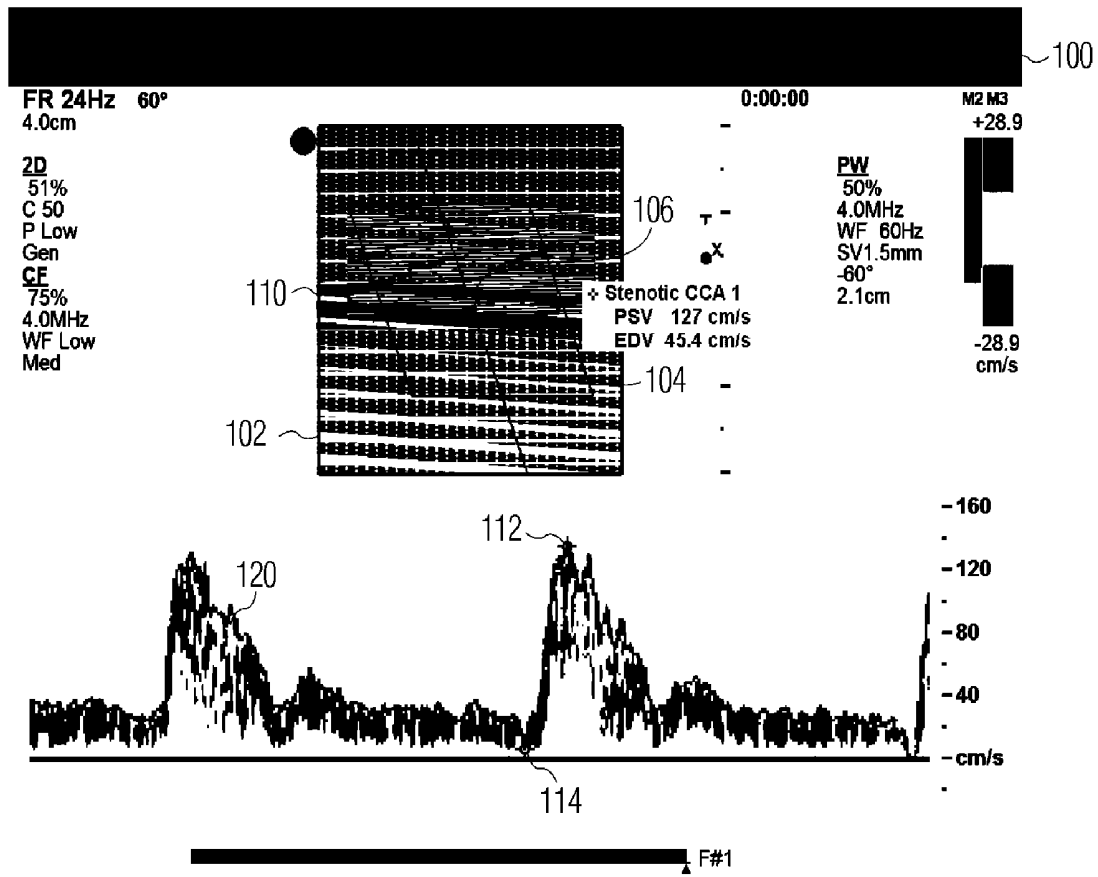 100
FR 24Hz 60° 0:00:00 M2 M3
4.0cm +28.9
2D
51%
C 50
P Low
Gen
CF
75%
4.0MHz
WF Low
Med
PW
50%
4.0MHz
WF 60Hz
SV1.5mm
-60°
2.1cm
T
X
106
110
Stenotic CCA 1
PSV 127 cm/s
EDV 45.4 cm/s
-28.9
cm/s
104
102
160
112
120
120
80
40
cm/s
114
F#1